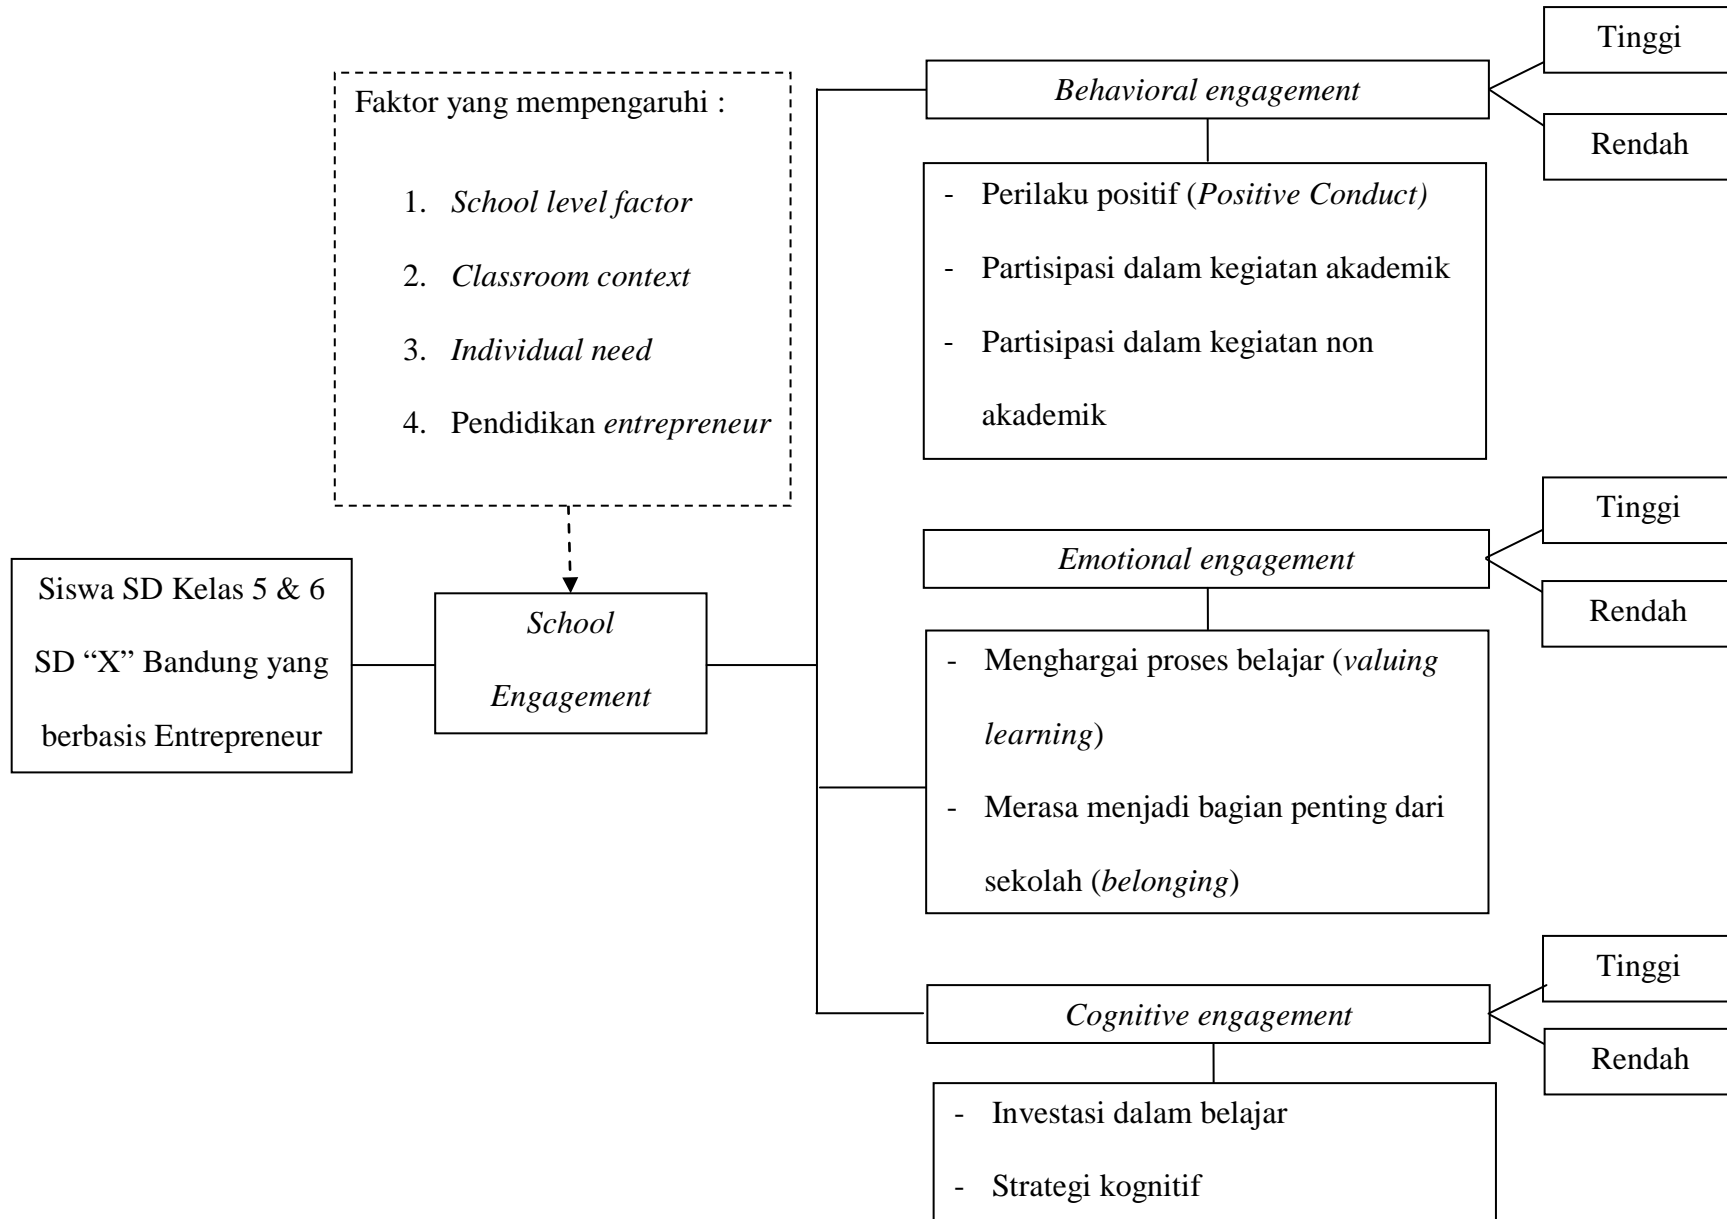 Faktor yang mempengaruhi :
1. School level factor
2. Classroom context
3. Individual need
4. Pendidikan entrepreneur
Siswa SD Kelas 5 & 6
SD “X” Bandung yang
berbasis Entrepreneur
School
Engagement
Behavioral engagement
Tinggi
Rendah
- Perilaku positif (Positive Conduct)
- Partisipasi dalam kegiatan akademik
- Partisipasi dalam kegiatan non
akademik
Emotional engagement
Tinggi
Rendah
- Menghargai proses belajar (valuing
learning)
- Merasa menjadi bagian penting dari
sekolah (belonging)
Cognitive engagement
Tinggi
Rendah
- Investasi dalam belajar
- Strategi kognitif